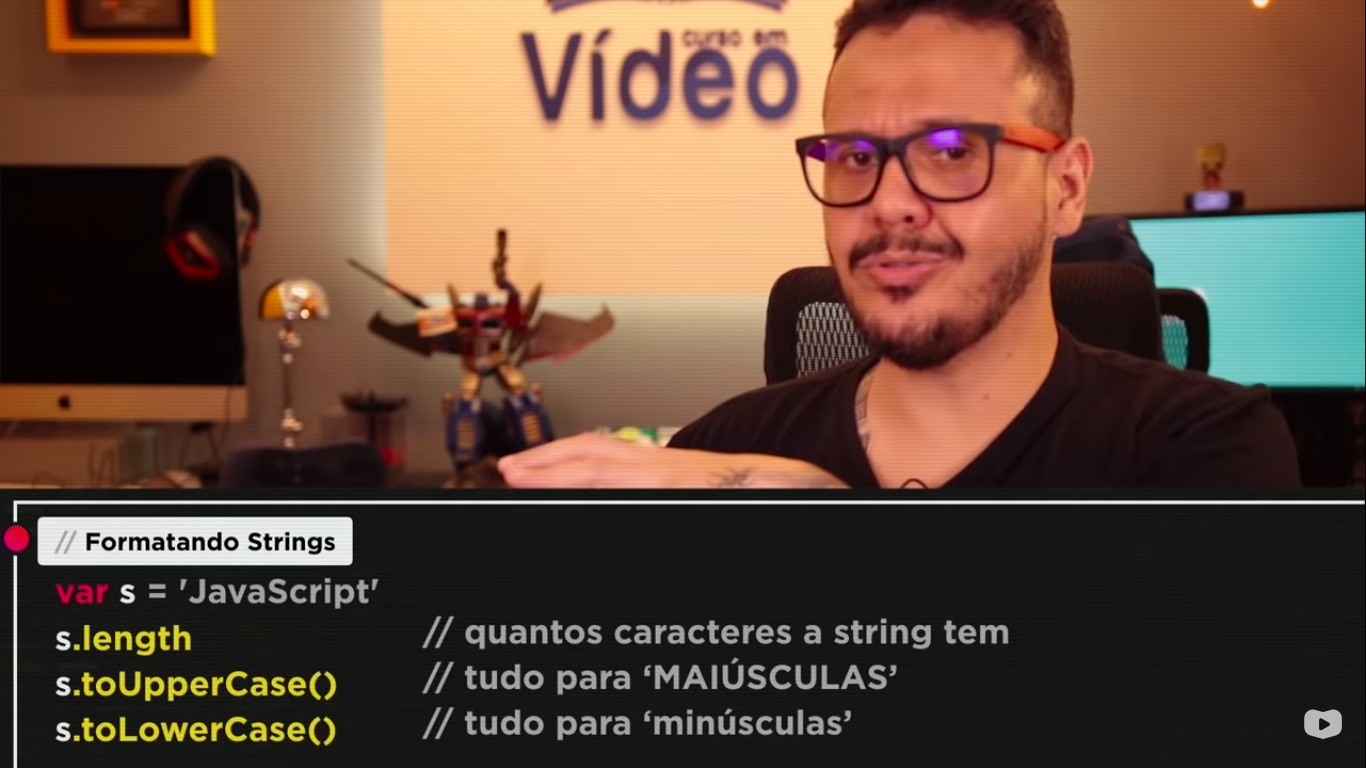 curso em
Vídeo
// Formatando Strings
var s = 'JavaScript'
s.length // quantos caracteres a string tem
s.toUpperCase() // tudo para ‘MAIÚSCULAS’
s.toLowerCase() // tudo para ‘minúsculas’